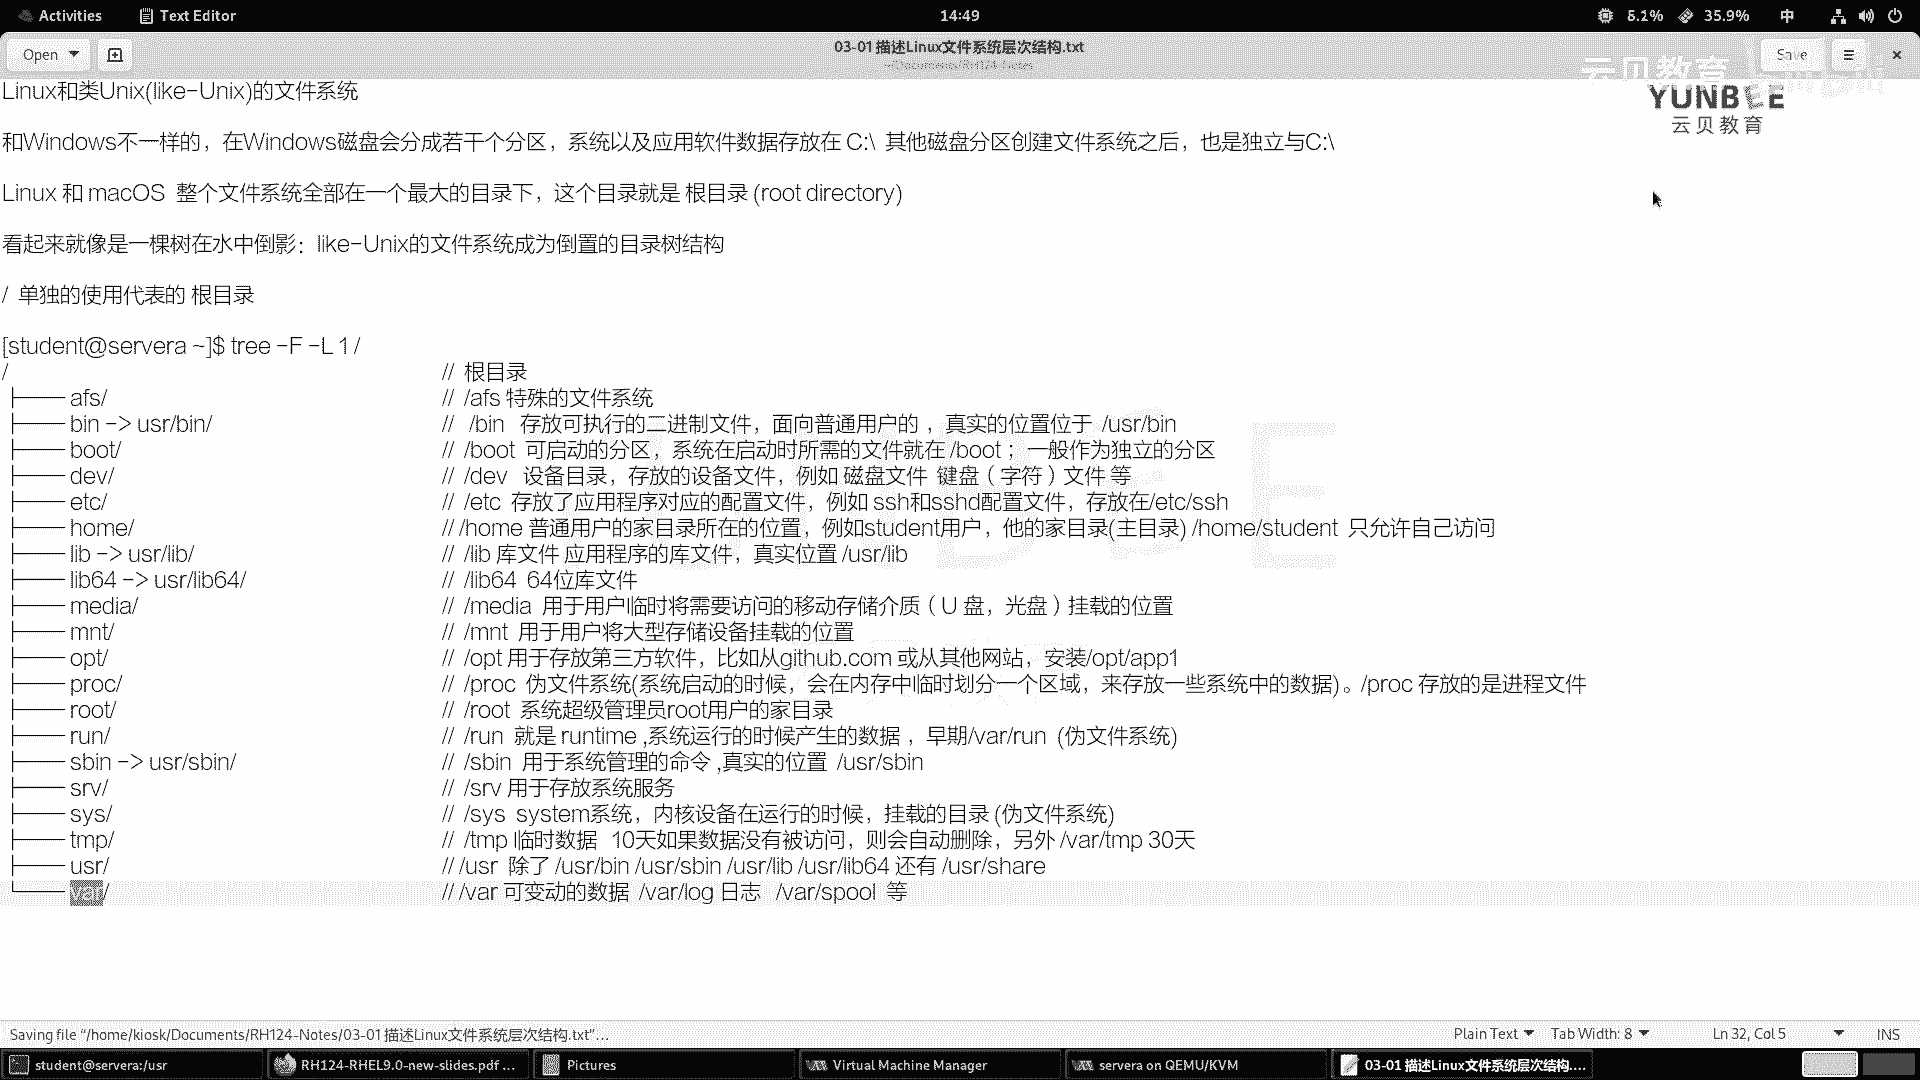 Activities Text Editor 14:49 5.1% 35.9% 中
Open 03-01 描述Linux文件系统层次结构.txt Save
~/Documents/RH124-Notes
云贝教育
YUNBEE
云贝教育
Linux和类Unix(like-Unix)的文件系统
和Windows不一样的，在Windows磁盘会分成若干个分区，系统以及应用软件数据存放在 C:\ 其他磁盘分区创建文件系统之后，也是独立与C:\
Linux 和 macOS 整个文件系统全部在一个最大的目录下，这个目录就是 根目录 (root directory)
看起来就像是一棵树在水中倒影：like-Unix的文件系统成为倒置的目录树结构
/ 单独的使用代表的 根目录
[student@servera ~]$ tree -F -L 1 /
/ // 根目录
├── afs/ // /afs 特殊的文件系统
├── bin -> usr/bin/ // /bin 存放可执行的二进制文件，面向普通用户的 ，真实的位置位于 /usr/bin
├── boot/ // /boot 可启动的分区，系统在启动时所需的文件就在 /boot ；一般作为独立的分区
├── dev/ // /dev 设备目录，存放的设备文件，例如 磁盘文件 键盘（字符）文件 等
├── etc/ // /etc 存放了应用程序对应的配置文件，例如 ssh和sshd配置文件，存放在/etc/ssh
├── home/ // /home 普通用户的家目录所在的位置，例如student用户，他的家目录(主目录) /home/student 只允许自己访问
├── lib -> usr/lib/ // /lib 库文件 应用程序的库文件，真实位置 /usr/lib
├── lib64 -> usr/lib64/ // /lib64 64位库文件
├── media/ // /media 用于用户临时将需要访问的移动存储介质（U 盘，光盘）挂载的位置
├── mnt/ // /mnt 用于用户将大型存储设备挂载的位置
├── opt/ // /opt 用于存放第三方软件，比如从github.com 或从其他网站，安装/opt/app1
├── proc/ // /proc 伪文件系统(系统启动的时候，会在内存中临时划分一个区域，来存放一些系统中的数据)。/proc 存放的是进程文件
├── root/ // /root 系统超级管理员root用户的家目录
├── run/ // /run 就是 runtime ,系统运行的时候产生的数据 ，早期/var/run (伪文件系统)
├── sbin -> usr/sbin/ // /sbin 用于系统管理的命令 ,真实的位置 /usr/sbin
├── srv/ // /srv 用于存放系统服务
├── sys/ // /sys system系统，内核设备在运行的时候，挂载的目录 (伪文件系统)
├── tmp/ // /tmp 临时数据 10天如果数据没有被访问，则会自动删除，另外 /var/tmp 30天
├── usr/ // /usr 除了 /usr/bin /usr/sbin /usr/lib /usr/lib64 还有 /usr/share
└── var/ // /var 可变动的数据 /var/log 日志 /var/spool 等
Saving file “/home/kiosk/Documents/RH124-Notes/03-01 描述Linux文件系统层次结构.txt”... Plain Text Tab Width: 8 Ln 32, Col 5 INS
student@servera:/usr RH124-RHEL9.0-new-slides.pdf ... Pictures Virtual Machine Manager servera on QEMU/KVM 03-01 描述Linux文件系统层次结构....